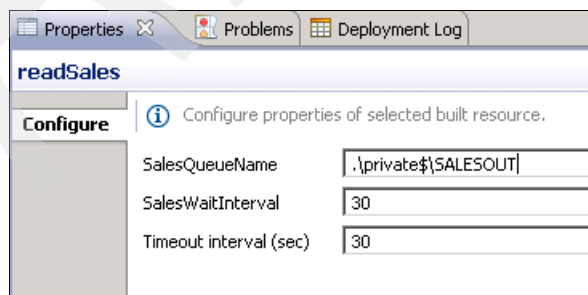 Properties Problems Deployment Log
readSales
Configure
Configure properties of selected built resource.
SalesQueueName .\private$\SALESOUT
SalesWaitInterval 30
Timeout interval (sec) 30